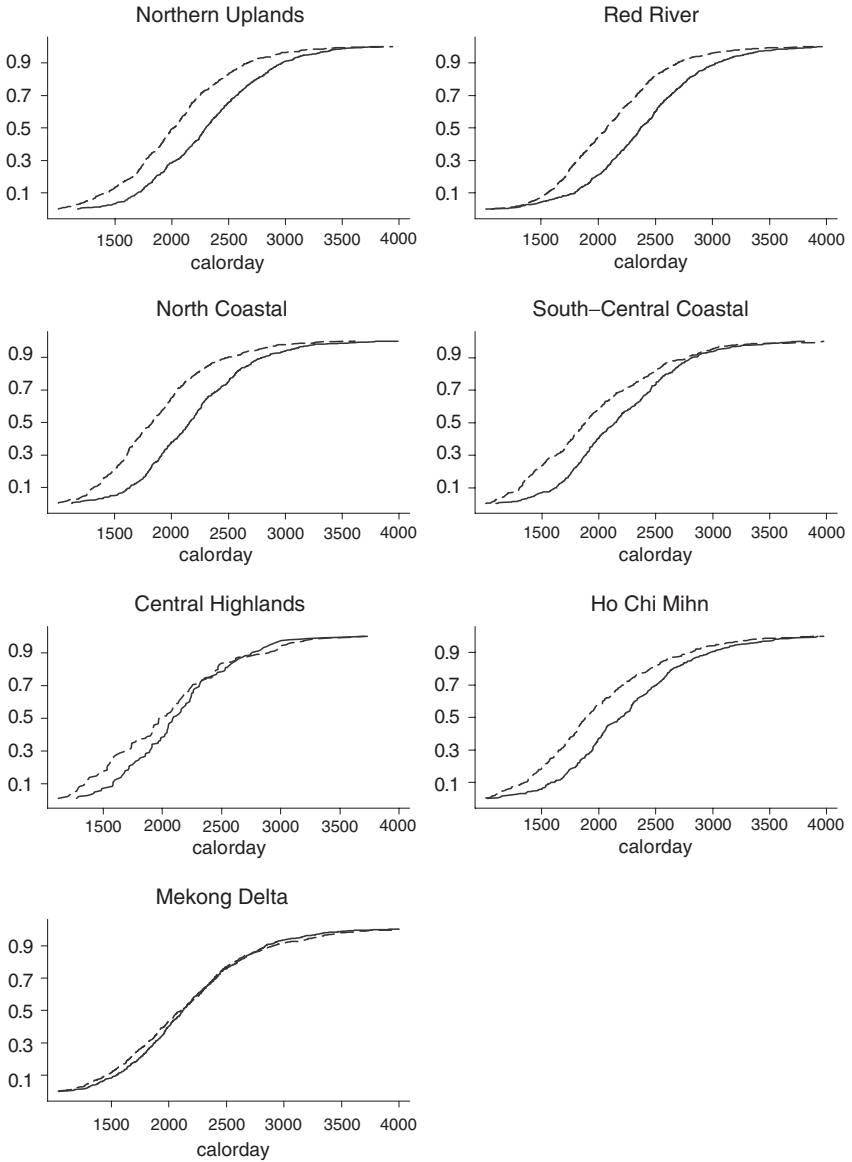 Northern Uplands
0.9
0.7
0.5
0.3
0.1
1500 2000 2500 3000 3500 4000
calorday
Red River
0.9
0.7
0.5
0.3
0.1
1500 2000 2500 3000 3500 4000
calorday
North Coastal
0.9
0.7
0.5
0.3
0.1
1500 2000 2500 3000 3500 4000
calorday
South–Central Coastal
0.9
0.7
0.5
0.3
0.1
1500 2000 2500 3000 3500 4000
calorday
Central Highlands
0.9
0.7
0.5
0.3
0.1
1500 2000 2500 3000 3500 4000
calorday
Ho Chi Mihn
0.9
0.7
0.5
0.3
0.1
1500 2000 2500 3000 3500 4000
calorday
Mekong Delta
0.9
0.7
0.5
0.3
0.1
1500 2000 2500 3000 3500 4000
calorday